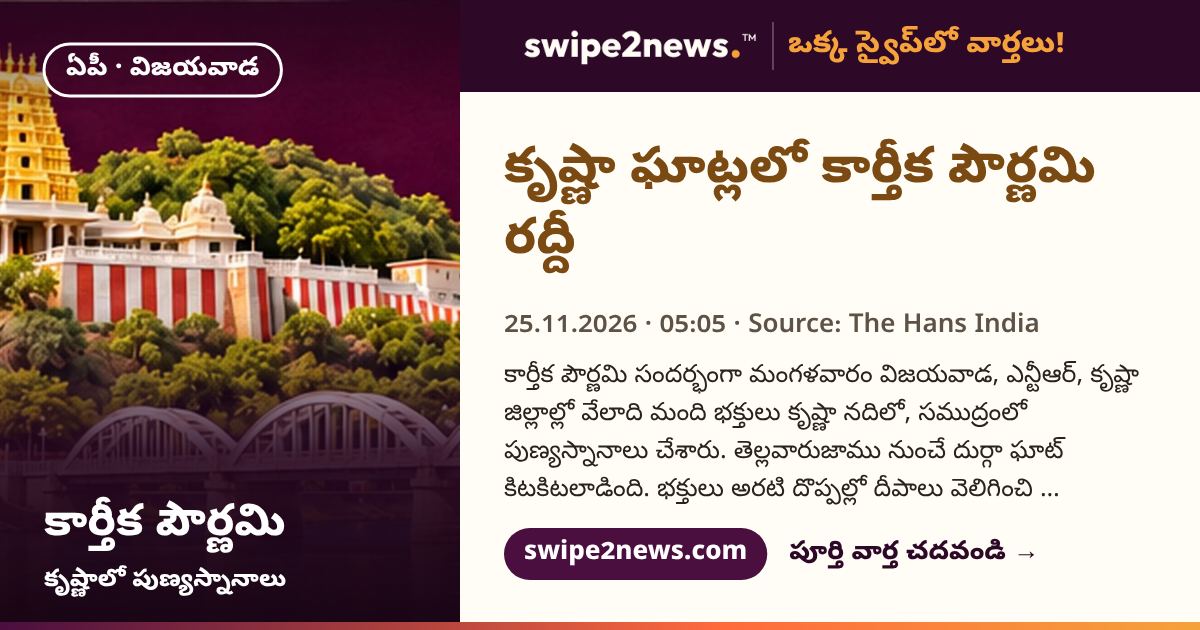 ఏపీ · విజయవాడ
swipe2news.™ ఒక్క స్వైప్‌లో వార్తలు!
కృష్ణా ఘాట్లలో కార్తీక పౌర్ణమి
రద్దీ
25.11.2026 · 05:05 · Source: The Hans India
కార్తీక పౌర్ణమి సందర్భంగా మంగళవారం విజయవాడ, ఎన్టీఆర్, కృష్ణా
జిల్లాల్లో వేలాది మంది భక్తులు కృష్ణా నదిలో, సముద్రంలో
పుణ్యస్నానాలు చేశారు. తెల్లవారుజాము నుంచే దుర్గా ఘాట్
కిటకిటలాడింది. భక్తులు అరటి దొప్పల్లో దీపాలు వెలిగించి ...
కార్తీక పౌర్ణమి
కృష్ణాలో పుణ్యస్నానాలు
swipe2news.com పూర్తి వార్త చదవండి →